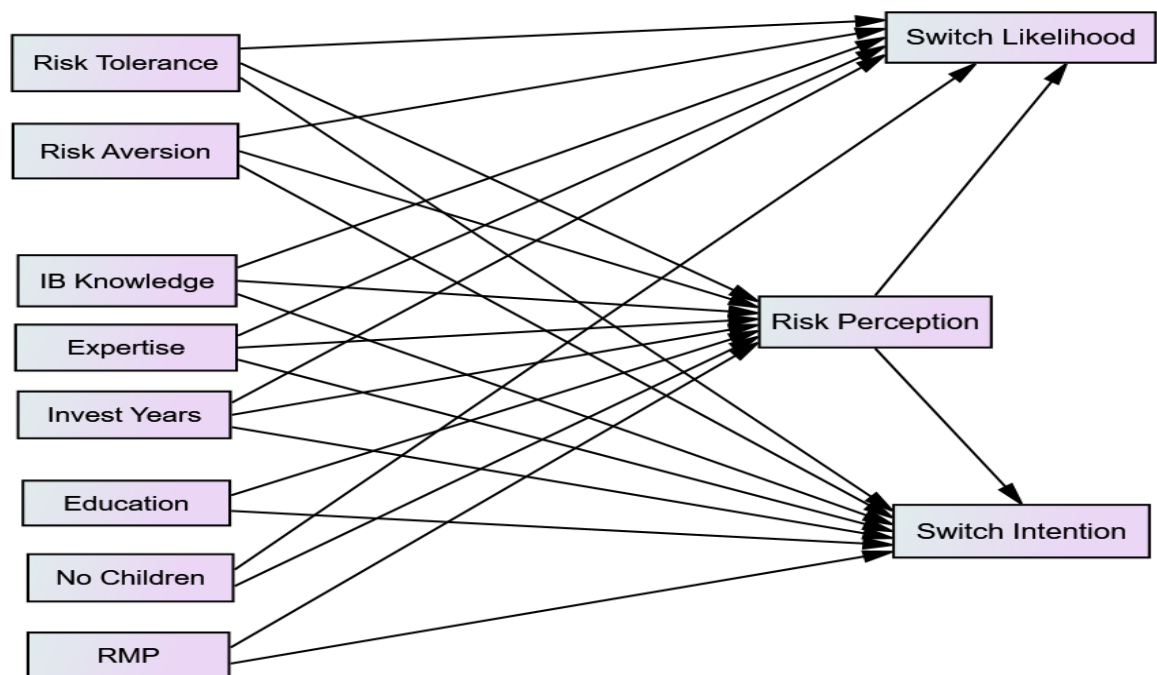 Switch Likelihood
Risk Tolerance
Risk Aversion
IB Knowledge
Risk Perception
Expertise
Invest Years
Education
Switch Intention
No Children
RMP